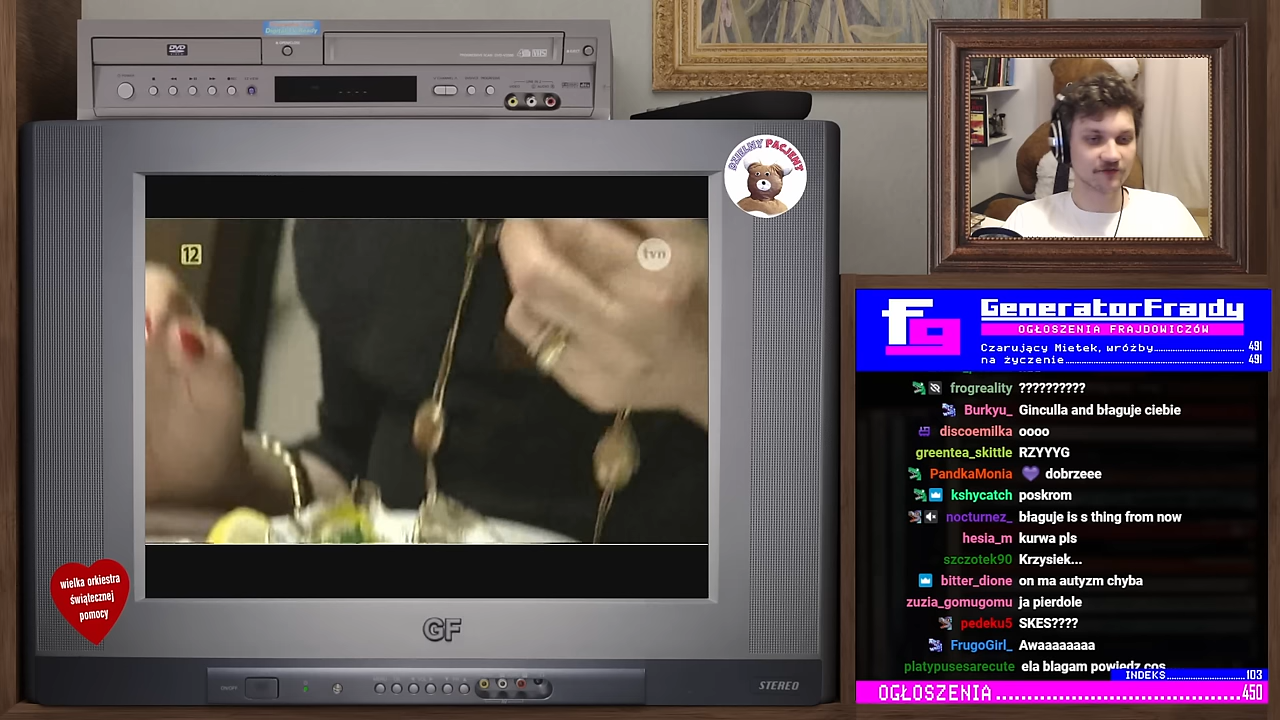 DVD
DZIELNY PACJENT
12
tvn
wielka orkiestra
świątecznej
pomocy
GF
STEREO
fg
GeneratorFrajdy
OGŁOSZENIA FRAJDOWICZÓW
Czarujący Mietek, wróżby 491
na życzenie 491
frogreality ??????????
Burkyu_ Ginculla and błaguje ciebie
discoemilka oooo
greentea_skittle RZYYYG
PandkaMonia 💜 dobrzeee
kshycatch poskrom
nocturnez_ błaguje is s thing from now
hesia_m kurwa pls
szczotek90 Krzysiek...
bitter_dione on ma autyzm chyba
zuzia_gomugomu ja pierdole
pedeku5 SKES????
FrugoGirl_ Awaaaaaaaa
platypusesarecute ela blagam powiedz cos
INDEKS 103
OGŁOSZENIA 450